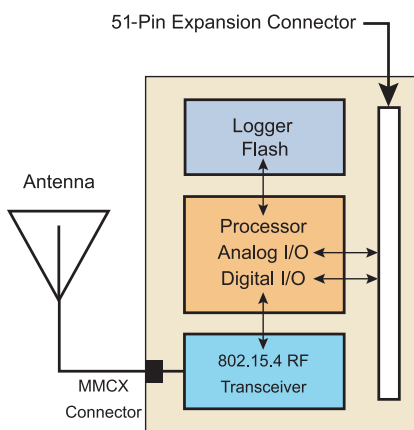 51-Pin Expansion Connector
Logger
Flash
Antenna
Processor
Analog I/O
Digital I/O
802.15.4 RF
Transceiver
MMCX
Connector